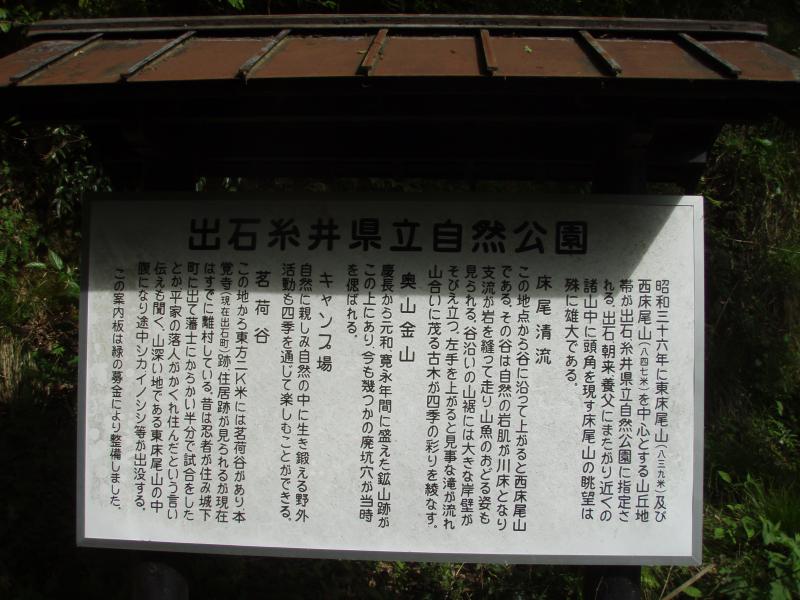 出石糸井県立自然公園
昭和三十六年に東床尾山(八三九米)及び
西床尾山(八四七米)を中心とする山丘地
帯が出石糸井県立自然公園に指定さ
れる。出石、朝来、養父にまたがり近くの
諸山中に頭角を現す床尾山の眺望は
殊に雄大である。
床尾清流
この地点から谷に沿って上がると西床尾山
である。その谷は自然の岩肌が川床となり
支流が岩を縫って走り山魚のおどる姿も
見られる。谷沿いの山裾には大きな岸壁が
そびえ立つ。左手を上がると見事な滝が流れ
山合いに茂る古木が四季の彩りを綾なす。
奥山金山
慶長から元和、寛永年間に盛えた鉱山跡が
この上にあり、今も幾つかの廃坑穴が当時
を偲ばれる。
キャンプ場
自然に親しみ自然の中に生き鍛える野外
活動も四季を通じて楽しむことができる。
茗荷谷
この地から東方二K米には茗荷谷があり、本
覚寺(現在出石町)跡、住居跡が見られるが現在
はすでに離村している。昔は忍者が住み城下
町に出て藩士にからかい半分で試合をした
とか平家の落人がかくれ住んだという言い
伝えも聞く、山深い地である東床尾山の中
腹になり途中シカ、イノシシ等が出没する。
この案内板は緑の募金により整備しました。